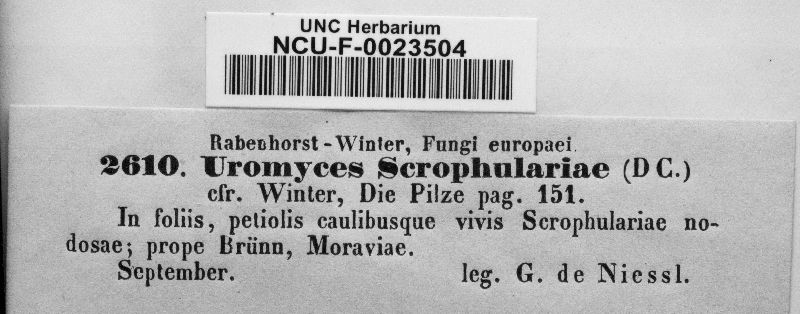 UNC Herbarium
NCU-F-0023504
Rabenhorst-Winter, Fungi europaei.
2610. Uromyces Scrophulariae (D C.)
cfr. Winter, Die Pilze pag. 151.
In foliis, petiolis caulibusque vivis Scrophulariae no-
dosae; prope Brünn, Moraviae.
September. leg. G. de Niessl.